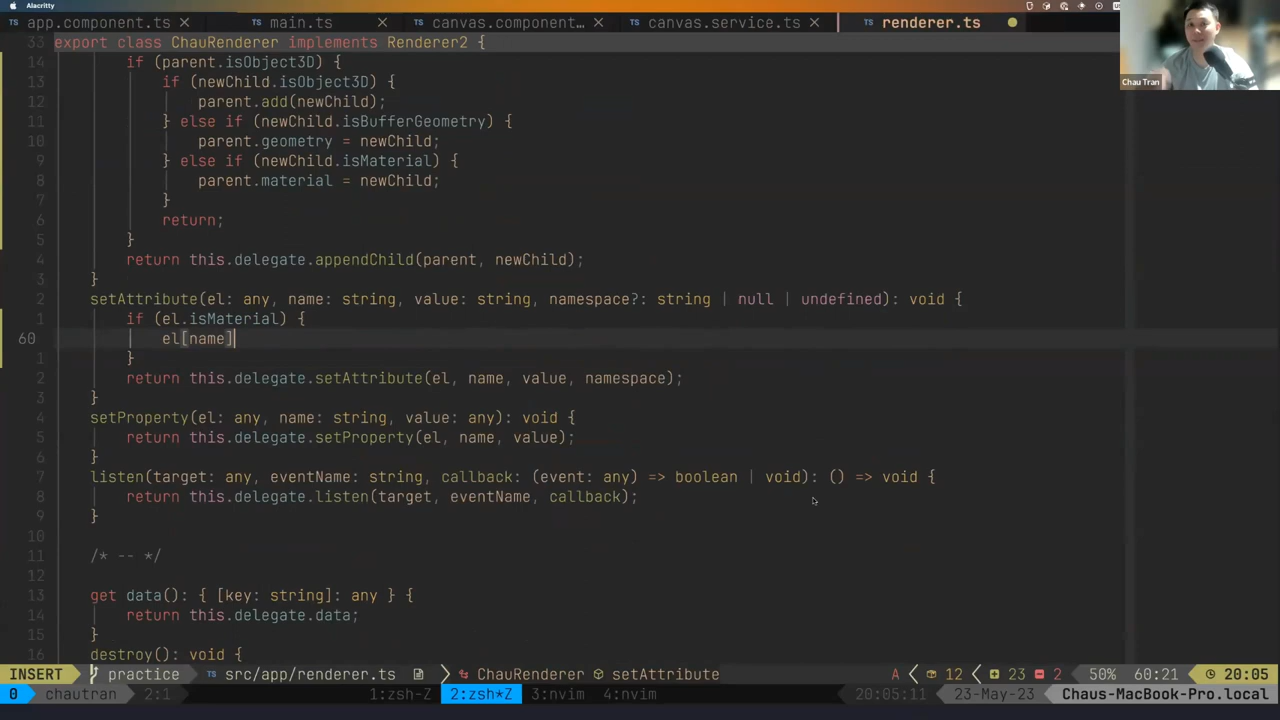 Alacritty
app.component.ts × main.ts × canvas.component… × canvas.service.ts × renderer.ts
Chau Tran
33 export class ChauRenderer implements Renderer2 {
14 if (parent.isObject3D) {
13 if (newChild.isObject3D) {
12 parent.add(newChild);
11 } else if (newChild.isBufferGeometry) {
10 parent.geometry = newChild;
9 } else if (newChild.isMaterial) {
8 parent.material = newChild;
7 }
6 return;
5 }
4 return this.delegate.appendChild(parent, newChild);
3 }
2 setAttribute(el: any, name: string, value: string, namespace?: string | null | undefined): void {
1 if (el.isMaterial) {
60 el[name]
1 }
2 return this.delegate.setAttribute(el, name, value, namespace);
3 }
4 setProperty(el: any, name: string, value: any): void {
5 return this.delegate.setProperty(el, name, value);
6 }
7 listen(target: any, eventName: string, callback: (event: any) => boolean | void): () => void {
8 return this.delegate.listen(target, eventName, callback);
9 }
10
11 /* -- */
12
13 get data(): { [key: string]: any } {
14 return this.delegate.data;
15 }
16 destroy(): void {
INSERT practice src/app/renderer.ts ChauRenderer setAttribute A 12 23 2 50% 60:21 20:05
0 chautran 2:1 1:zsh-Z 2:zsh*Z 3:nvim 4:nvim 20:05:11 23-May-23 Chaus-MacBook-Pro.local